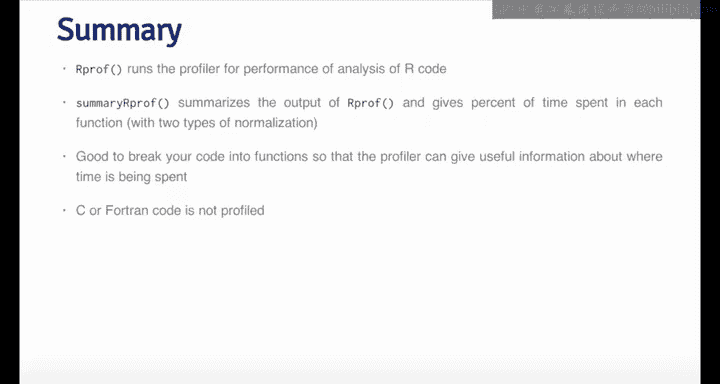 Summary
· Rprof() runs the profiler for performance of analysis of R code
· summaryRprof() summarizes the output of Rprof() and gives percent of time spent in each
function (with two types of normalization)
· Good to break your code into functions so that the profiler can give useful information about where
time is being spent
· C or Fortran code is not profiled